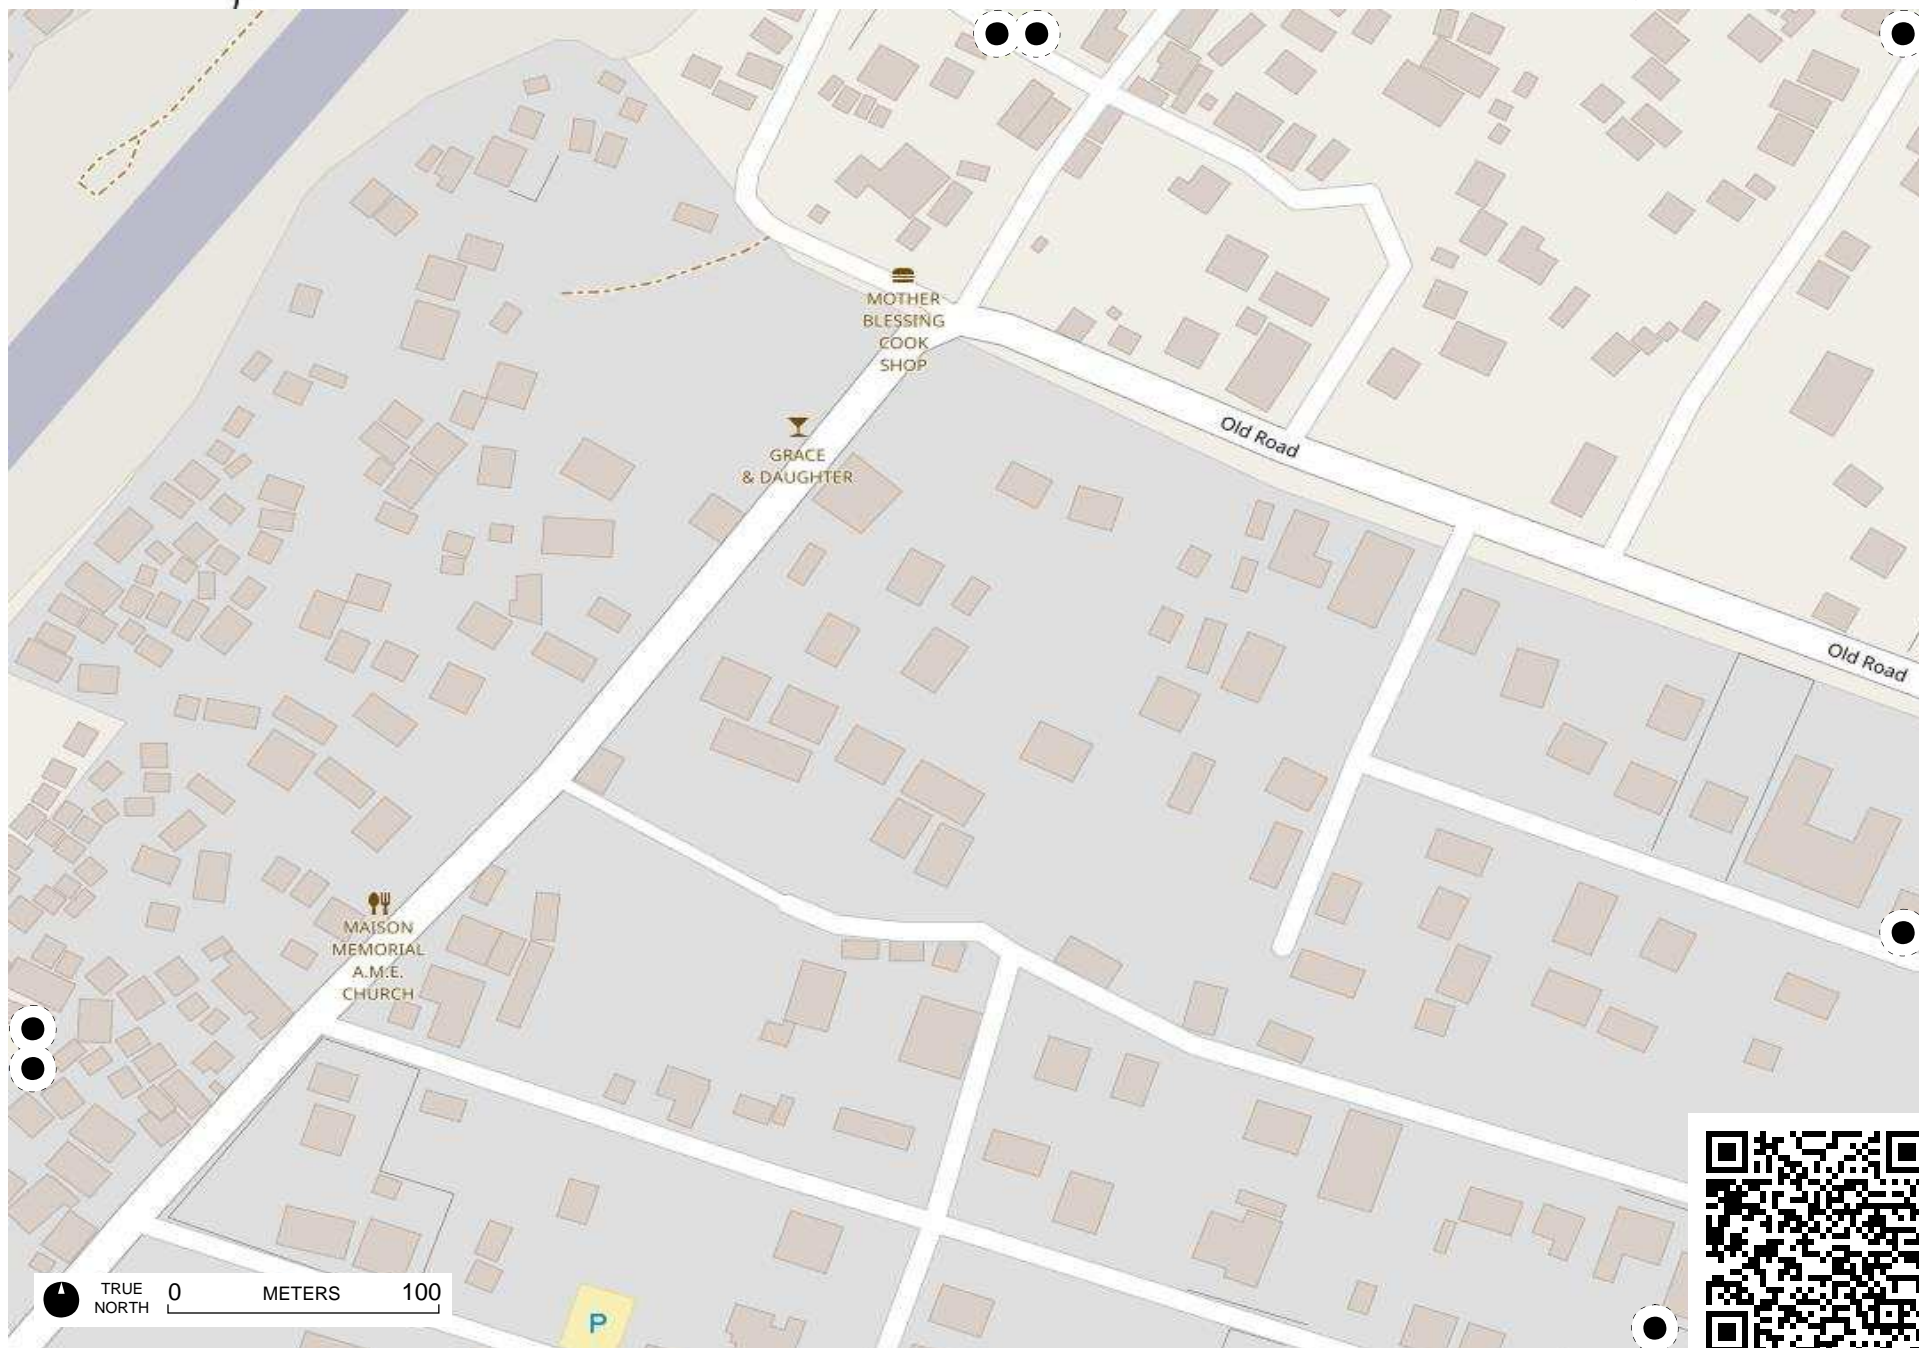 MOTHER
BLESSING
COOK
SHOP
GRACE
& DAUGHTER
Old Road
Old Road
MAISON
MEMORIAL
A.M.E.
CHURCH
TRUE
NORTH
0 METERS 100
P